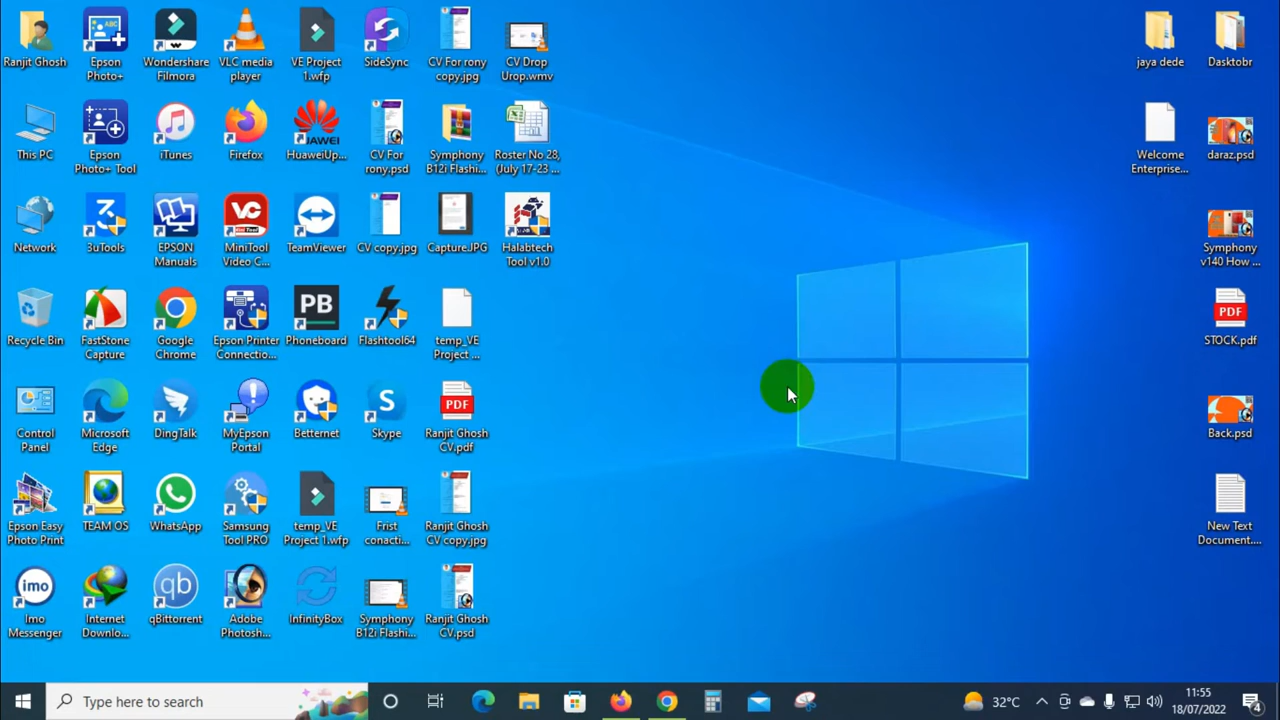 Ranjit Ghosh
Epson
Photo+
Wondershare
Filmora
VLC media
player
VE Project
1.wfp
SideSync
CV For rony
copy.jpg
CV Drop
Urop.wmv
jaya dede
Dasktobr
This PC
Epson
Photo+ Tool
iTunes
Firefox
HUAWEI
HuaweiUp...
CV For
rony.psd
Symphony
B12i Flashi...
Roster No 28,
(July 17-23 ...
Welcome
Enterprise...
daraz.psd
Network
3uTools
EPSON
Manuals
VC
MiniTool
Video C...
TeamViewer
CV copy.jpg
Capture.JPG
Halabtech
Tool v1.0
Symphony
v140 How ...
Recycle Bin
FastStone
Capture
Google
Chrome
Epson Printer
Connectio...
PB
Phoneboard
Flashtool64
temp_VE
Project ...
PDF
STOCK.pdf
Control
Panel
Microsoft
Edge
DingTalk
MyEpson
Portal
Betternet
S
Skype
PDF
Ranjit Ghosh
CV.pdf
Back.psd
Epson Easy
Photo Print
TEAM OS
WhatsApp
Samsung
Tool PRO
temp_VE
Project 1.wfp
Frist
conacti...
Ranjit Ghosh
CV copy.jpg
New Text
Document....
imo
Imo
Messenger
Internet
Downlo...
qb
qBittorrent
Adobe
Photosh...
InfinityBox
Symphony
B12i Flashi...
Ranjit Ghosh
CV.psd
Type here to search
32°C
11:55
18/07/2022
4